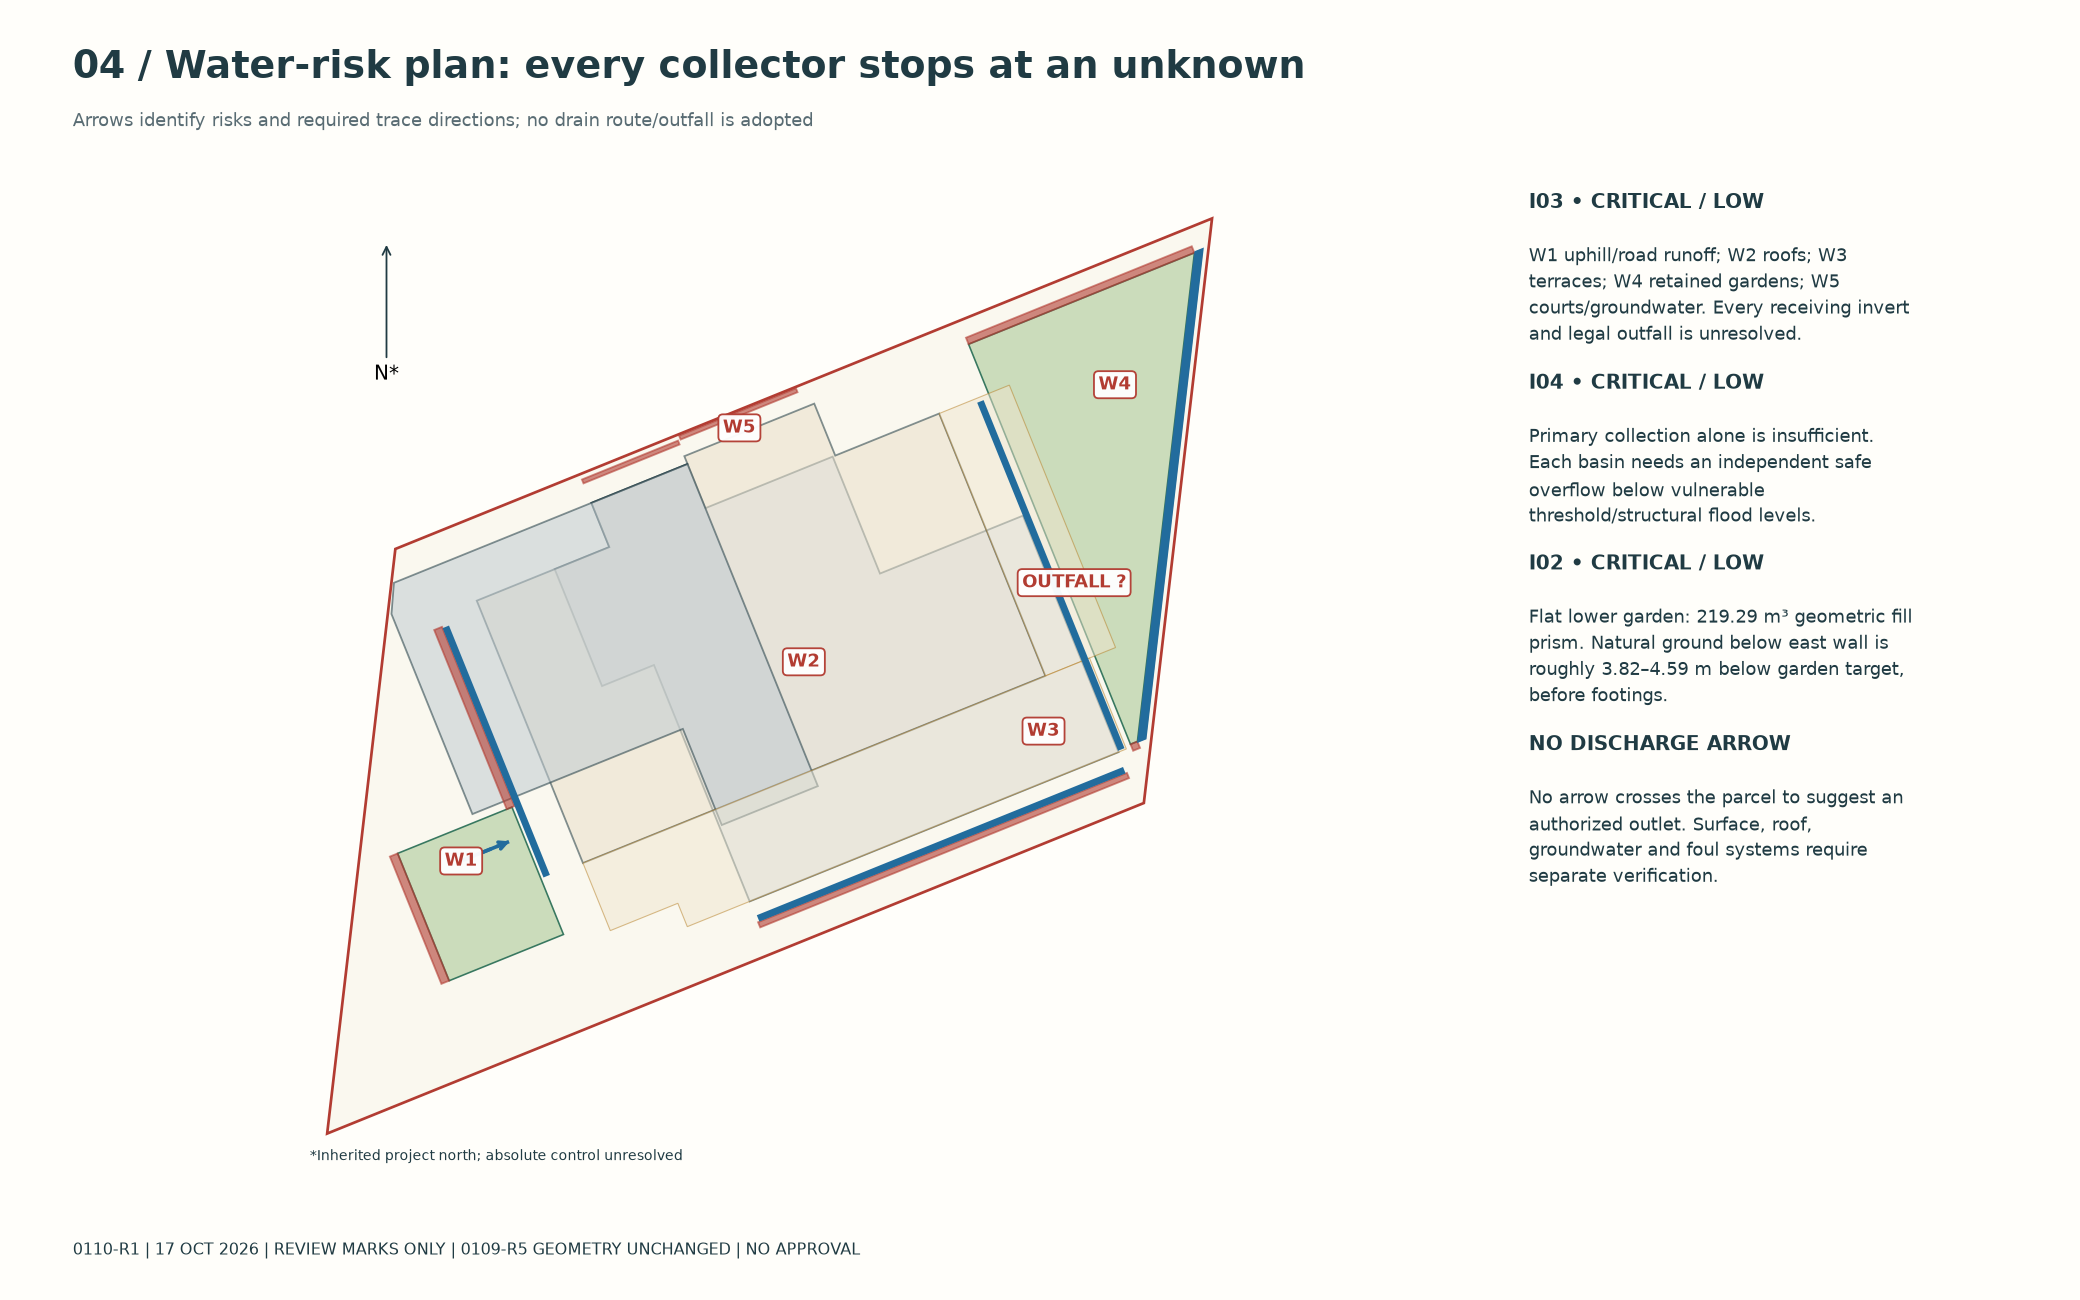 04 / Water-risk plan: every collector stops at an unknown
Arrows identify risks and required trace directions; no drain route/outfall is adopted
N*
W5
W4
OUTFALL ?
W2
W3
W1
*Inherited project north; absolute control unresolved
I03 • CRITICAL / LOW
W1 uphill/road runoff; W2 roofs; W3
terraces; W4 retained gardens; W5
courts/groundwater. Every receiving invert
and legal outfall is unresolved.
I04 • CRITICAL / LOW
Primary collection alone is insufficient.
Each basin needs an independent safe
overflow below vulnerable
threshold/structural flood levels.
I02 • CRITICAL / LOW
Flat lower garden: 219.29 m³ geometric fill
prism. Natural ground below east wall is
roughly 3.82–4.59 m below garden target,
before footings.
NO DISCHARGE ARROW
No arrow crosses the parcel to suggest an
authorized outlet. Surface, roof,
groundwater and foul systems require
separate verification.
0110-R1 | 17 OCT 2026 | REVIEW MARKS ONLY | 0109-R5 GEOMETRY UNCHANGED | NO APPROVAL